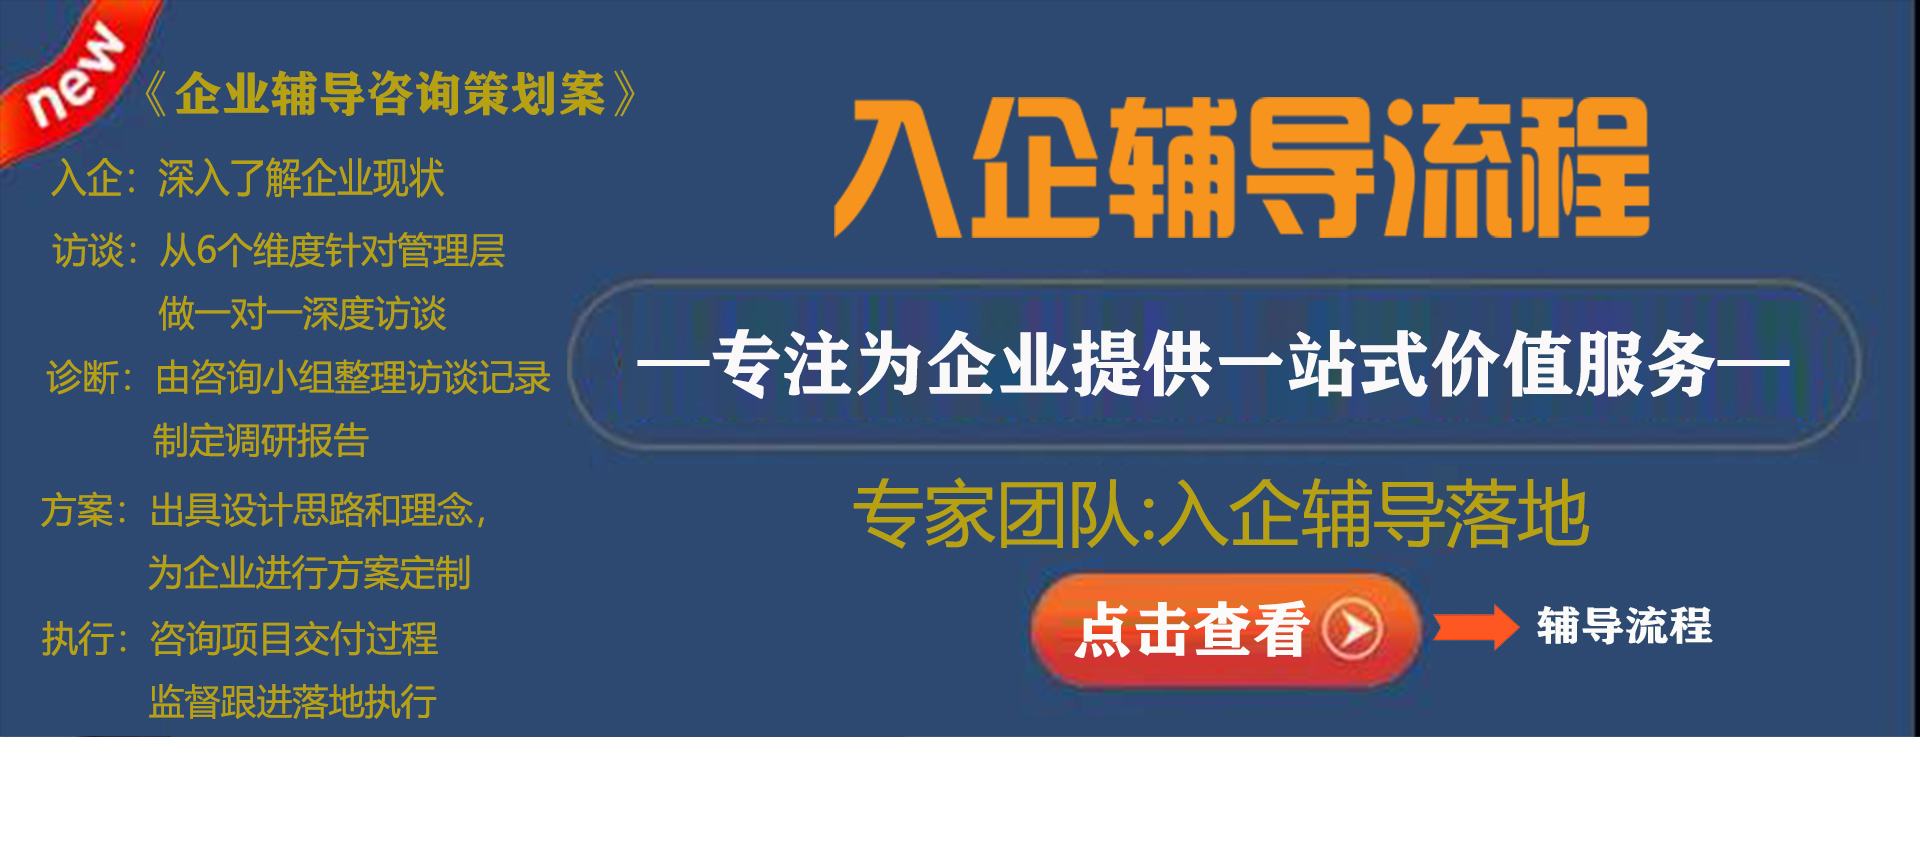 new
《企业辅导咨询策划案》
入企：深入了解企业现状
访谈：从6个维度针对管理层
做一对一深度访谈
诊断：由咨询小组整理访谈记录
制定调研报告
方案：出具设计思路和理念，
为企业进行方案定制
执行：咨询项目交付过程
监督跟进落地执行
入企辅导流程
—专注为企业提供一站式价值服务—
专家团队:入企辅导落地
点击查看
辅导流程